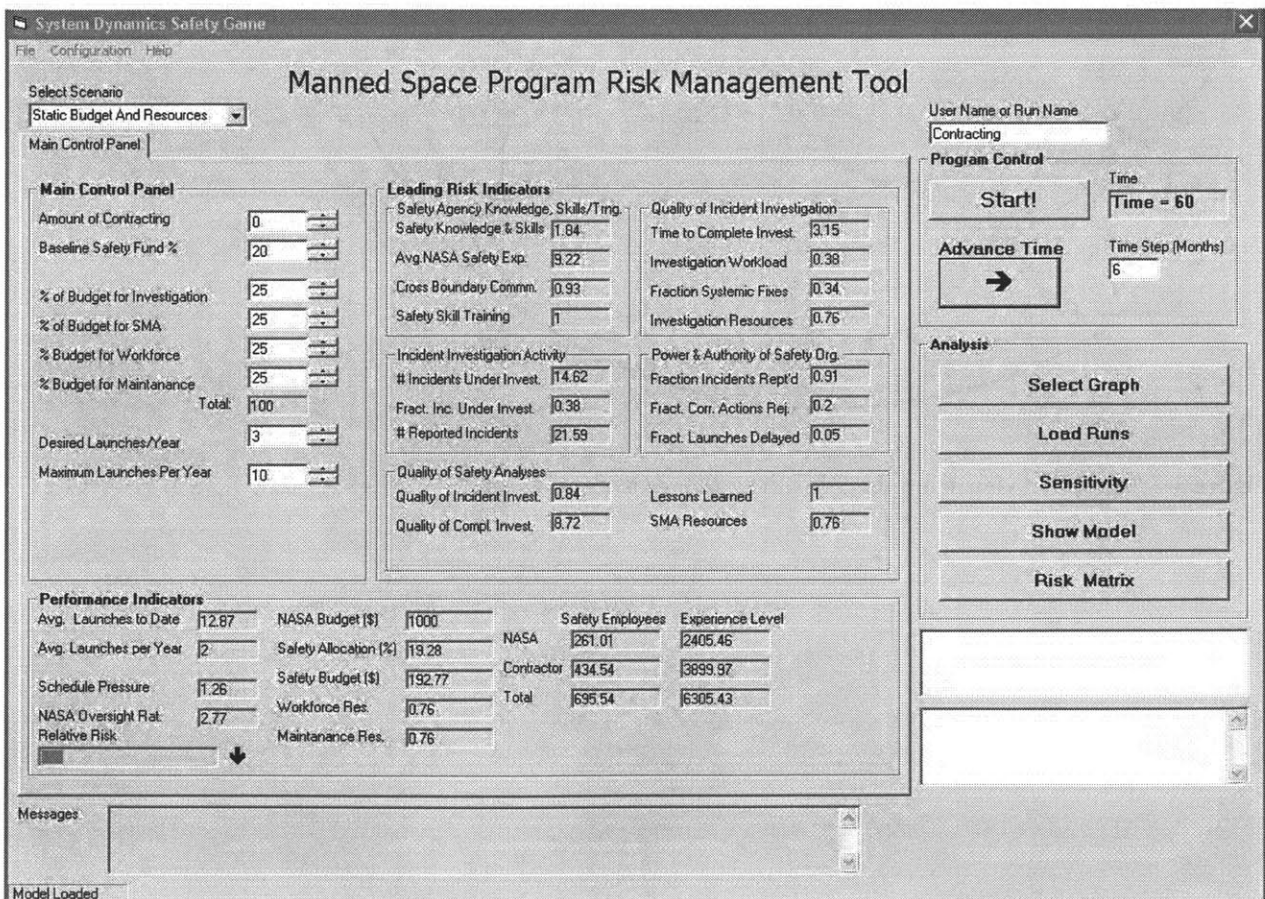 System Dynamics Safety Game
File Configuration Help
Manned Space Program Risk Management Tool
Select Scenario
Static Budget And Resources
Main Control Panel
User Name or Run Name
Contracting
Main Control Panel
Amount of Contracting 0
Baseline Safety Fund % 20
% of Budget for Investigation 25
% of Budget for SMA 25
% Budget for Workforce 25
% Budget for Maintanance 25
Total: 100
Desired Launches/Year 3
Maximum Launches Per Year 10
Leading Risk Indicators
Safety Agency Knowledge, Skills/Trng.
Safety Knowledge & Skills 1.84
Avg.NASA Safety Exp. 9.22
Cross Boundary Commm. 0.93
Safety Skill Training 1
Quality of Incident Investigation
Time to Complete Invest. 3.15
Investigation Workload 0.38
Fraction Systemic Fixes 0.34
Investigation Resources 0.76
Incident Investigation Activity
# Incidents Under Invest. 14.62
Fract. Inc. Under Invest. 0.38
# Reported Incidents 21.59
Power & Authority of Safety Org.
Fraction Incidents Rept'd 0.91
Fract. Corr. Actions Rej. 0.2
Fract. Launches Delayed 0.05
Quality of Safety Analyses
Quality of Incident Invest. 0.84
Quality of Compl. Invest. 8.72
Lessons Learned 1
SMA Resources 0.76
Program Control
Start!
Time
Time = 60
Advance Time
Time Step (Months)
6
Analysis
Select Graph
Load Runs
Sensitivity
Show Model
Risk Matrix
Performance Indicators
Avg. Launches to Date 12.87
Avg. Launches per Year 2
Schedule Pressure 1.26
NASA Oversight Rat. 2.77
Relative Risk
NASA Budget ($) 1000
Safety Allocation (%) 19.28
Safety Budget ($) 192.77
Workforce Res. 0.76
Maintanance Res. 0.76
Safety Employees Experience Level
NASA 261.01 2405.46
Contractor 434.54 3899.97
Total 695.54 6305.43
Messages
Model Loaded